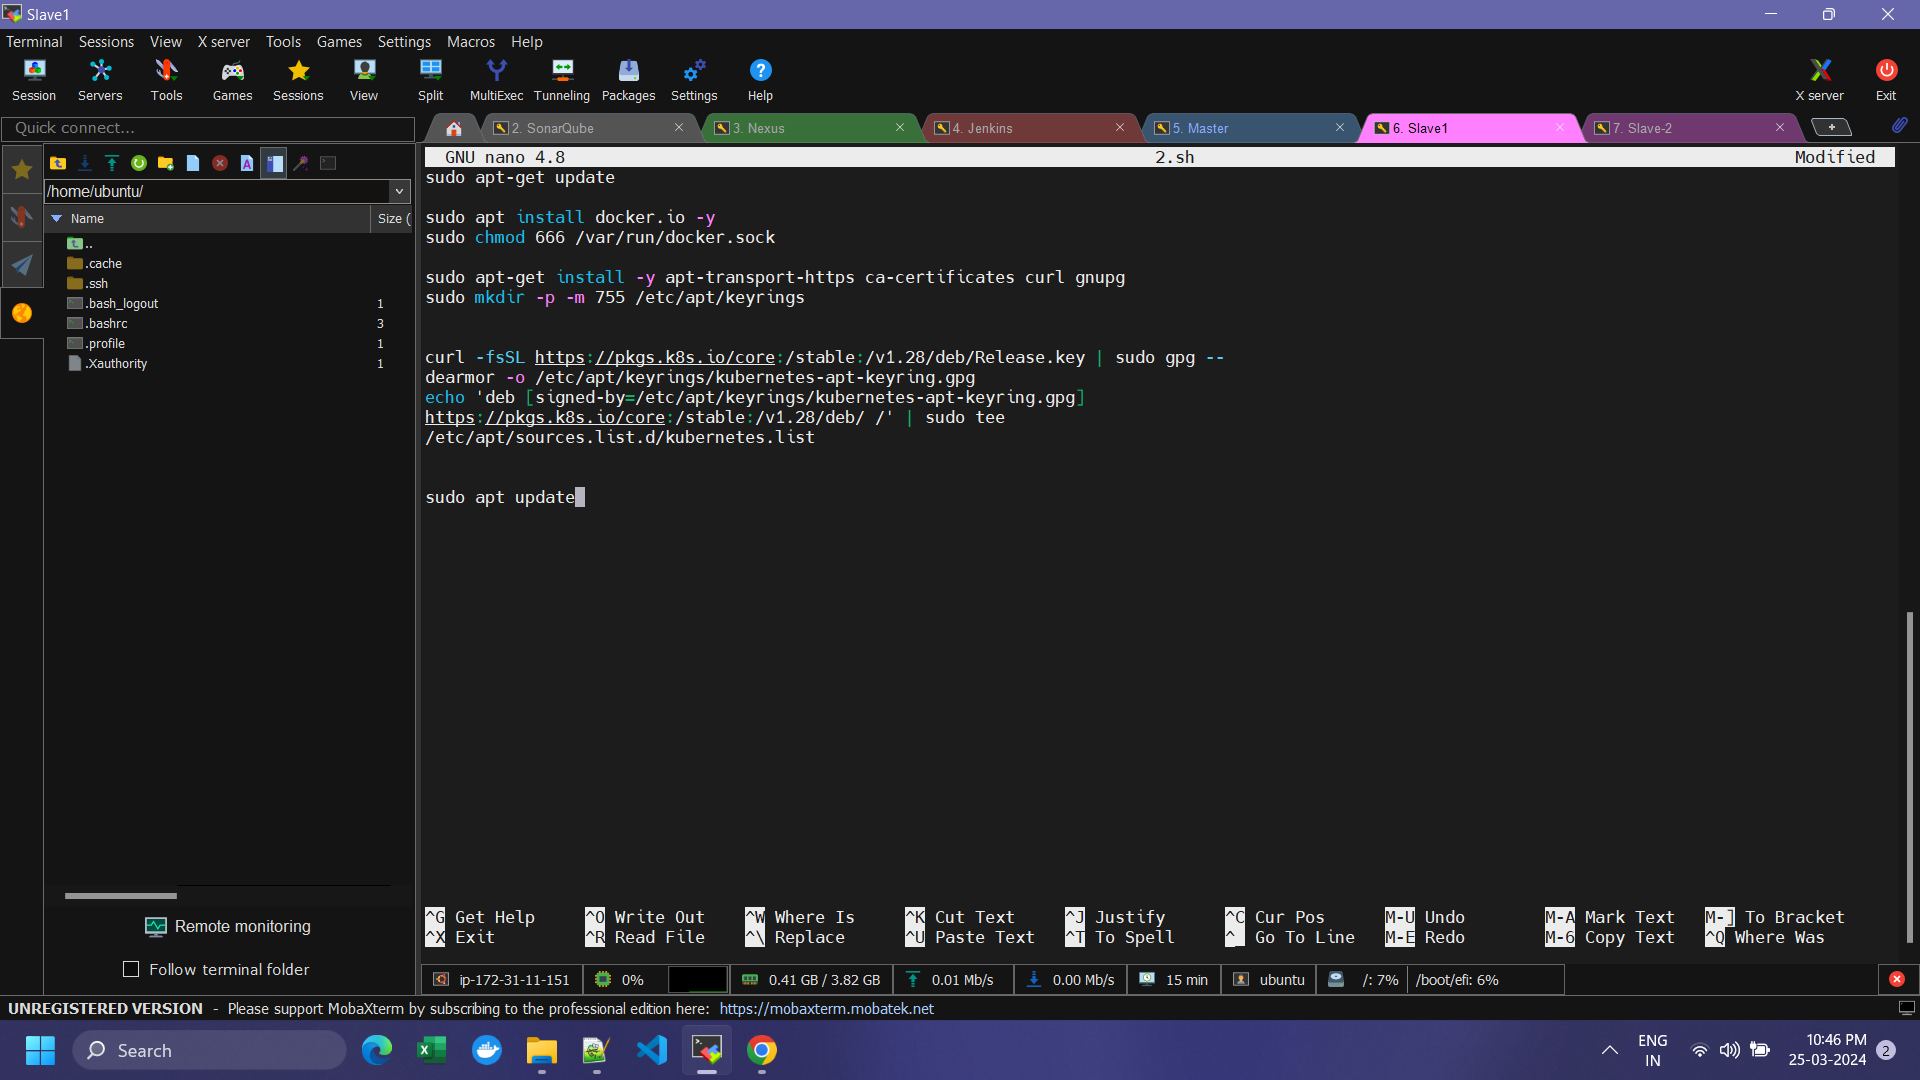 Slave1
Terminal Sessions View X server Tools Games Settings Macros Help
Session Servers Tools Games Sessions View Split MultiExec Tunneling Packages Settings Help X server Exit
Quick connect...
2. SonarQube 3. Nexus 4. Jenkins 5. Master 6. Slave1 7. Slave-2
/home/ubuntu/
Name Size (
..
.cache
.ssh
.bash_logout 1
.bashrc 3
.profile 1
.Xauthority 1
GNU nano 4.8 2.sh Modified
sudo apt-get update
sudo apt install docker.io -y
sudo chmod 666 /var/run/docker.sock
sudo apt-get install -y apt-transport-https ca-certificates curl gnupg
sudo mkdir -p -m 755 /etc/apt/keyrings
curl -fsSL https://pkgs.k8s.io/core:/stable:/v1.28/deb/Release.key | sudo gpg --
dearmor -o /etc/apt/keyrings/kubernetes-apt-keyring.gpg
echo 'deb [signed-by=/etc/apt/keyrings/kubernetes-apt-keyring.gpg]
https://pkgs.k8s.io/core:/stable:/v1.28/deb/ /' | sudo tee
/etc/apt/sources.list.d/kubernetes.list
sudo apt update
^G Get Help ^O Write Out ^W Where Is ^K Cut Text ^J Justify ^C Cur Pos M-U Undo M-A Mark Text M-] To Bracket
^X Exit ^R Read File ^\ Replace ^U Paste Text ^T To Spell ^_ Go To Line M-E Redo M-6 Copy Text ^Q Where Was
Remote monitoring
Follow terminal folder
ip-172-31-11-151 0% 0.41 GB / 3.82 GB 0.01 Mb/s 0.00 Mb/s 15 min ubuntu /: 7% /boot/efi: 6%
UNREGISTERED VERSION - Please support MobaXterm by subscribing to the professional edition here: https://mobaxterm.mobatek.net
Search
ENG
IN
10:46 PM
25-03-2024
2